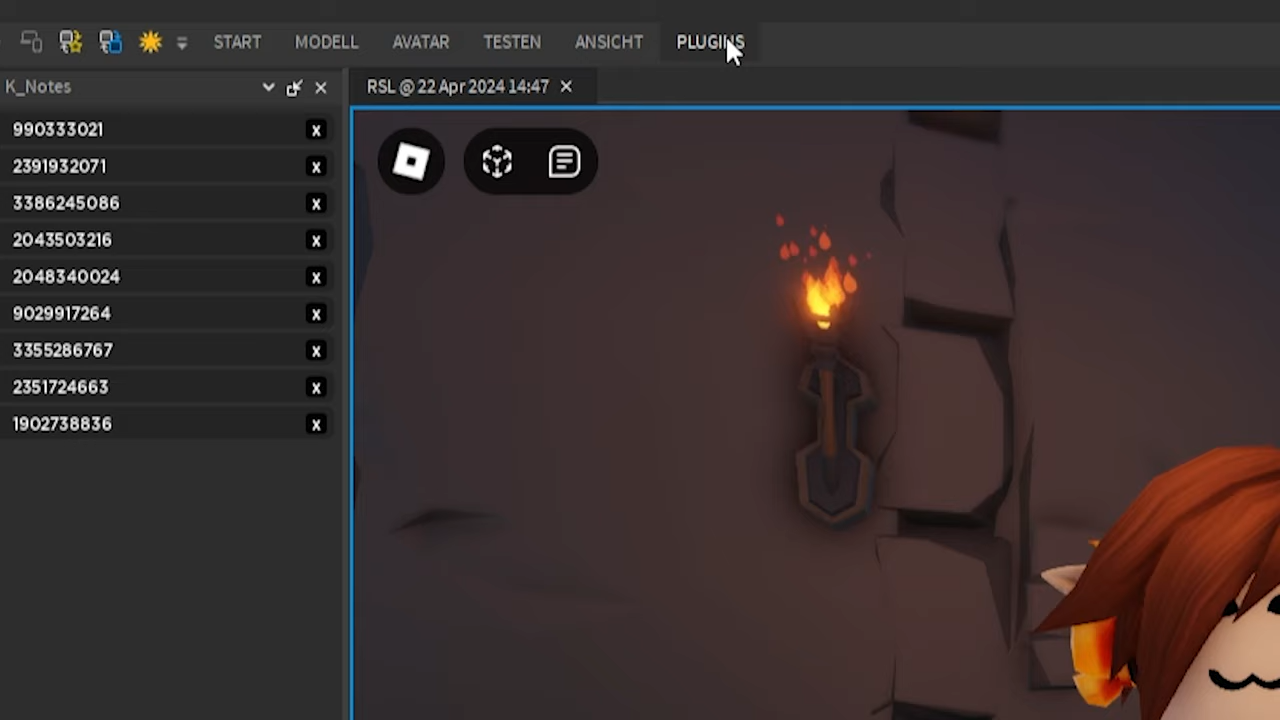 START MODELL AVATAR TESTEN ANSICHT PLUGINS
K_Notes
RSL @ 22 Apr 2024 14:47
990333021 x
2391932071 x
3386245086 x
2043503216 x
2048340024 x
9029917264 x
3355286767 x
2351724663 x
1902738836 x